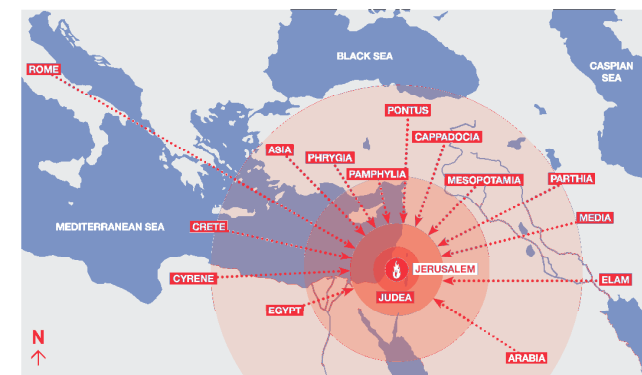 BLACK SEA
CASPIAN
SEA
ROME
PONTUS
CAPPADOCIA
ASIA
PHRYGIA
PAMPHYLIA
MESOPOTAMIA
PARTHIA
MEDIA
MEDITERRANEAN SEA
CRETE
JERUSALEM
CYRENE
ELAM
JUDEA
EGYPT
N
ARABIA